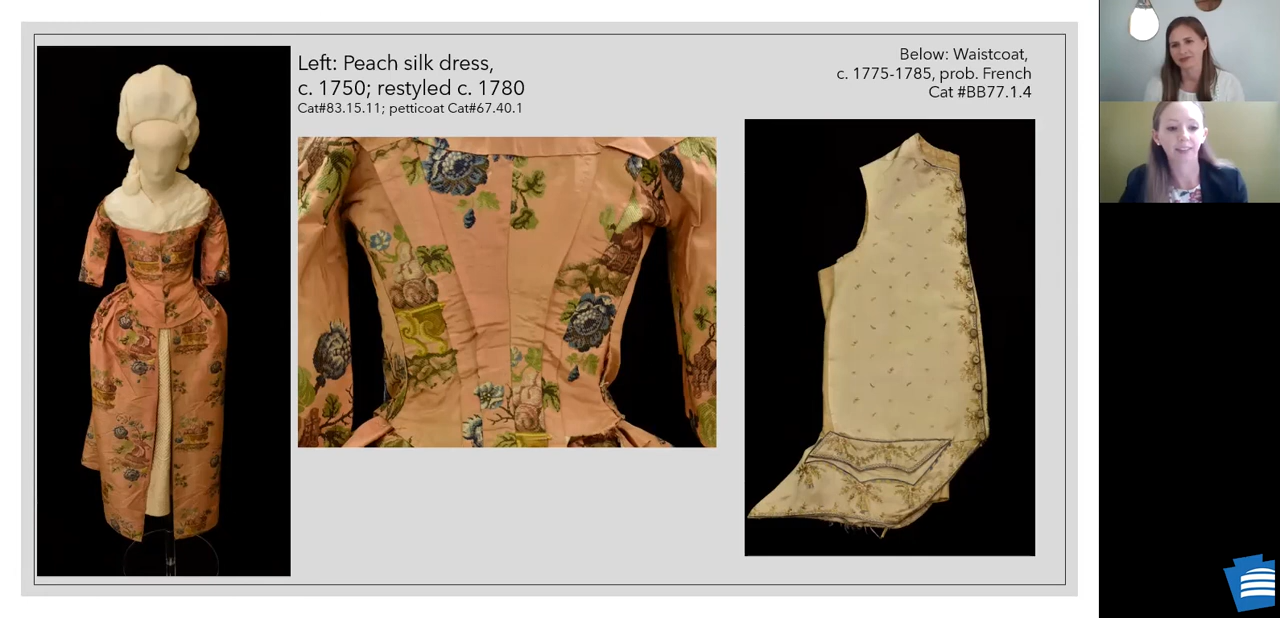 Left: Peach silk dress,
c. 1750; restyled c. 1780
Cat#83.15.11; petticoat Cat#67.40.1
Below: Waistcoat,
c. 1775-1785, prob. French
Cat #BB77.1.4